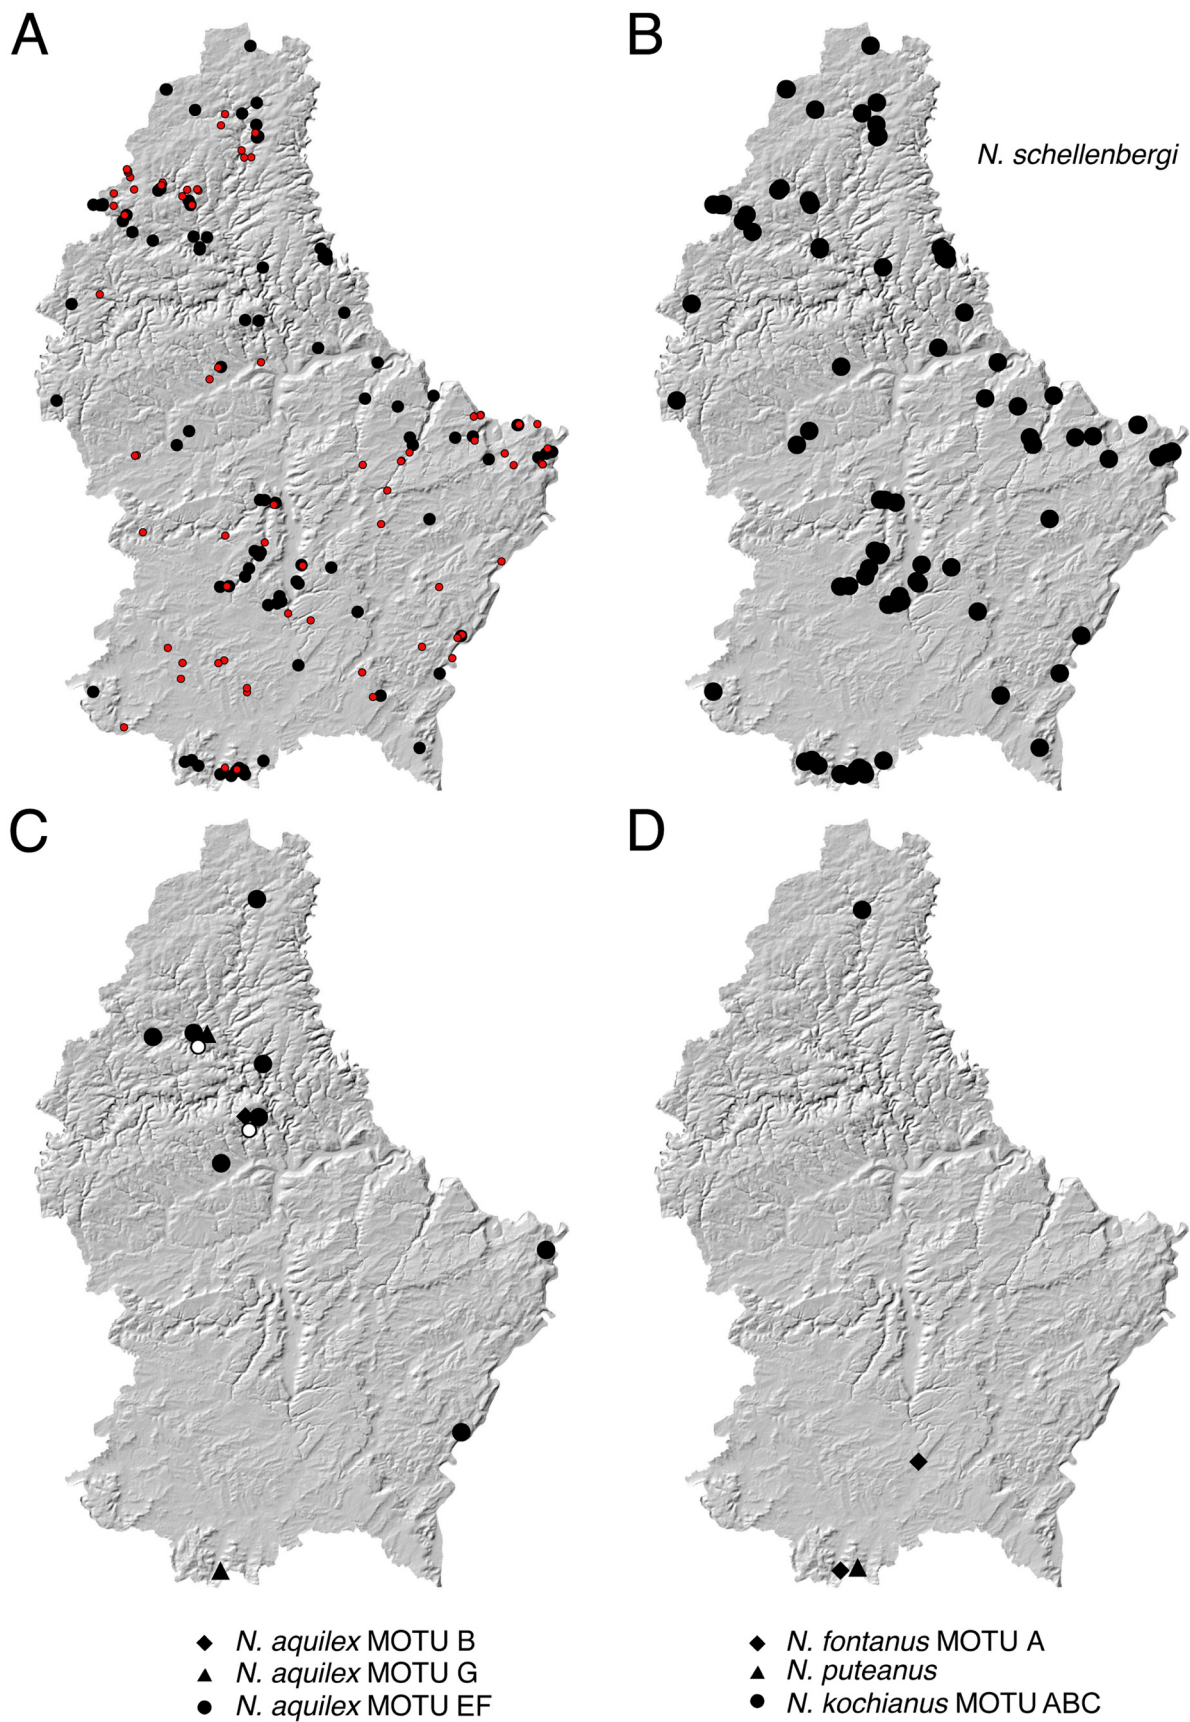 A
B
N. schellenbergi
C
D
N. aquilex MOTU B
N. aquilex MOTU G
N. aquilex MOTU EF
N. fontanus MOTU A
N. puteanus
N. kochianus MOTU ABC